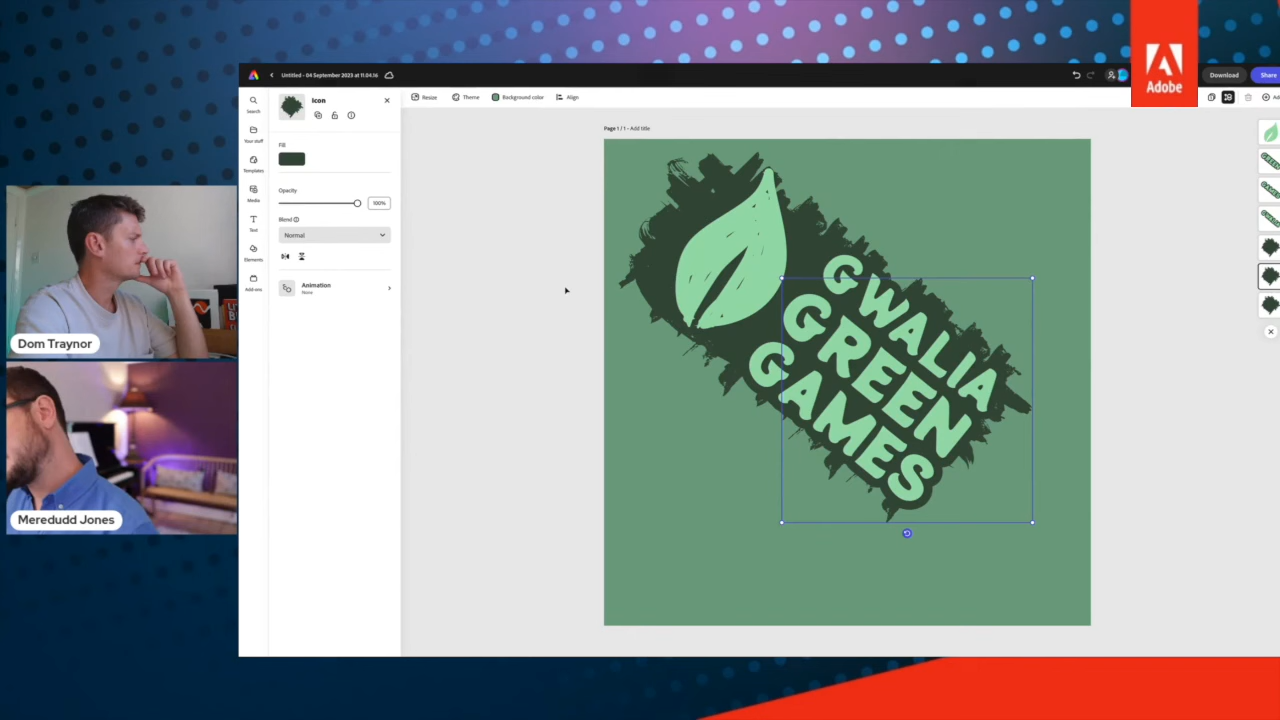 Adobe
Untitled - 04 September 2023 at 11.04.16
Download
Share
Icon
Resize
Theme
Background color
Align
Search
Your stuff
Templates
Media
Text
Elements
Add-ons
Fill
Opacity
100%
Blend
Normal
Animation
None
Page 1 / 1 - Add title
GWALIA
GREEN
GAMES
Dom Traynor
Meredudd Jones